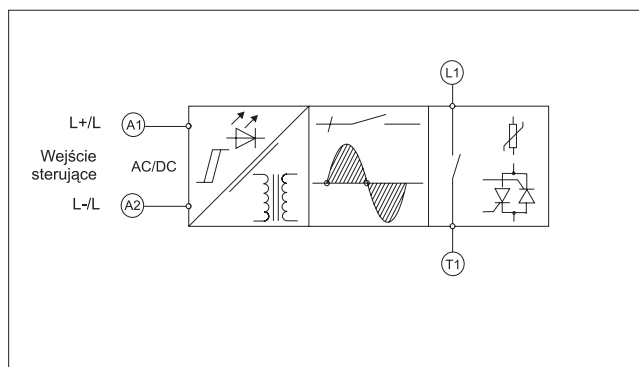 L1
L+/L
A1
Wejście
sterujące
AC/DC
L-/L
A2
T1